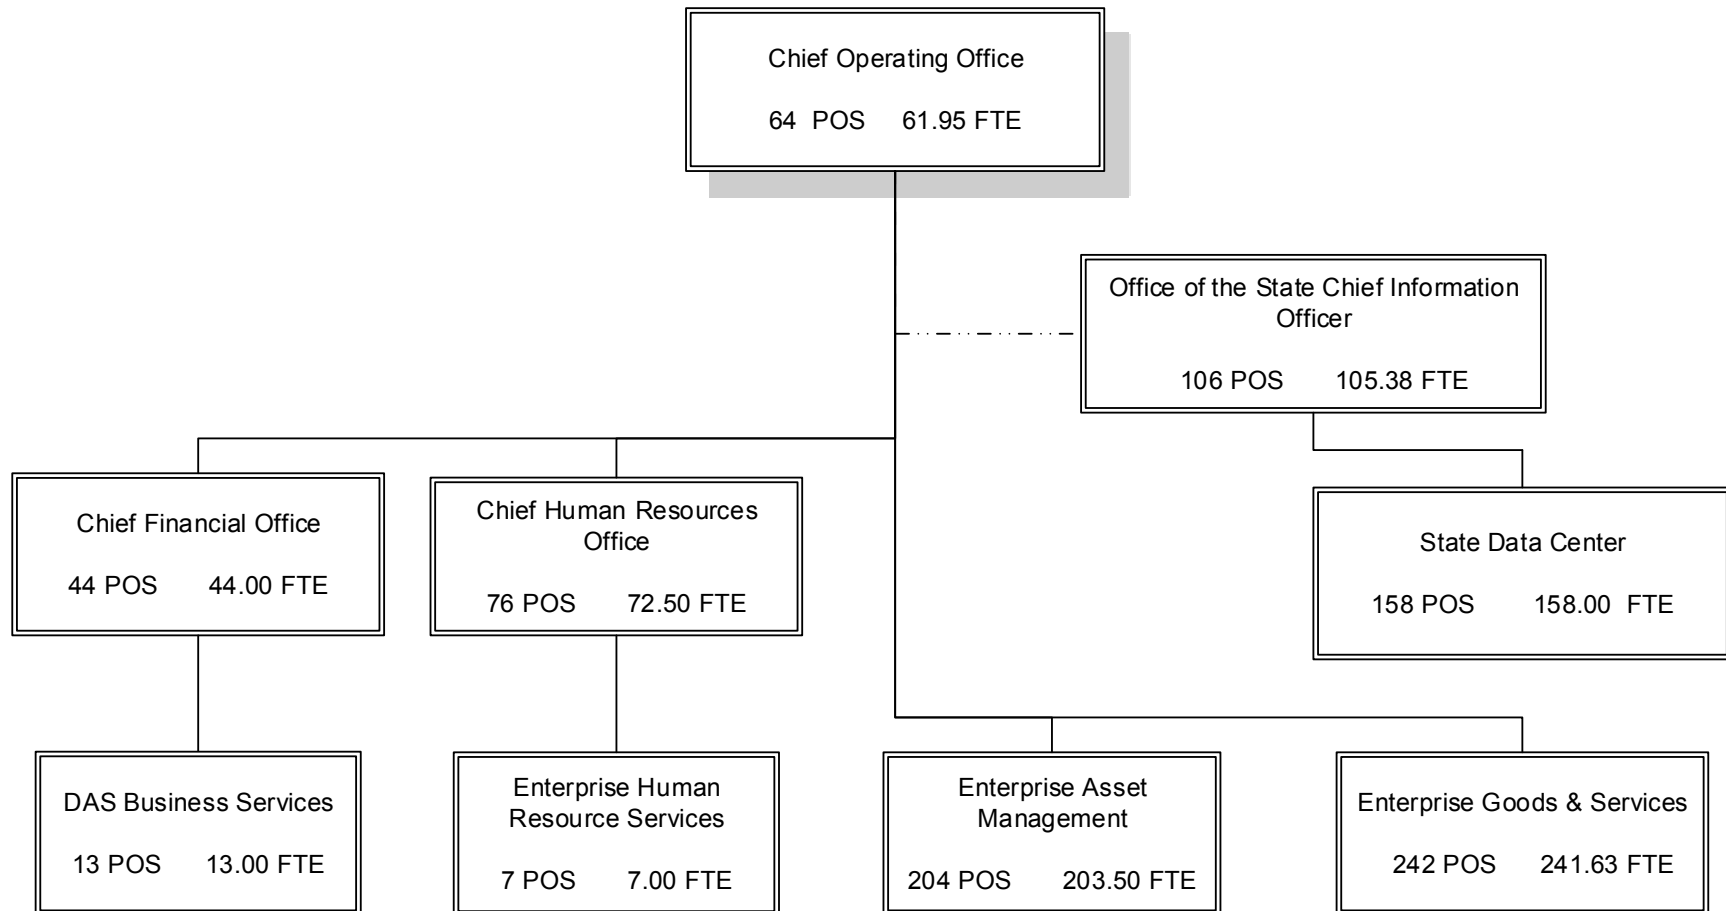 Chief Operating Office
64 POS 61.95 FTE
Office of the State Chief Information
Officer
106 POS 105.38 FTE
Chief Financial Office
44 POS 44.00 FTE
Chief Human Resources
Office
76 POS 72.50 FTE
State Data Center
158 POS 158.00 FTE
DAS Business Services
13 POS 13.00 FTE
Enterprise Human
Resource Services
7 POS 7.00 FTE
Enterprise Asset
Management
204 POS 203.50 FTE
Enterprise Goods & Services
242 POS 241.63 FTE